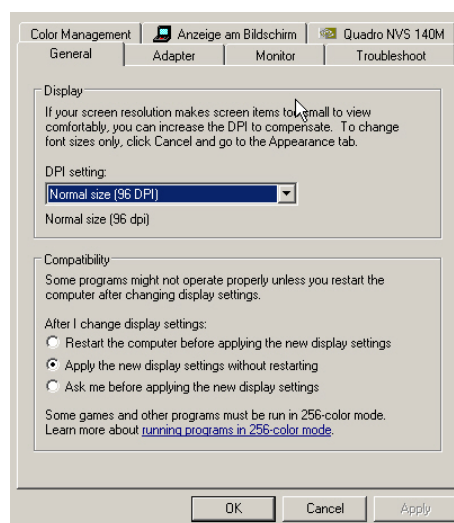 Color Management
Anzeige am Bildschirm
Quadro NVS 140M
General
Adapter
Monitor
Troubleshoot
Display
If your screen resolution makes screen items too small to view
comfortably, you can increase the DPI to compensate. To change
font sizes only, click Cancel and go to the Appearance tab.
DPI setting:
Normal size (96 DPI)
Normal size (96 dpi)
Compatibility
Some programs might not operate properly unless you restart the
computer after changing display settings.
After I change display settings:
Restart the computer before applying the new display settings
Apply the new display settings without restarting
Ask me before applying the new display settings
Some games and other programs must be run in 256-color mode.
Learn more about running programs in 256-color mode.
OK
Cancel
Apply